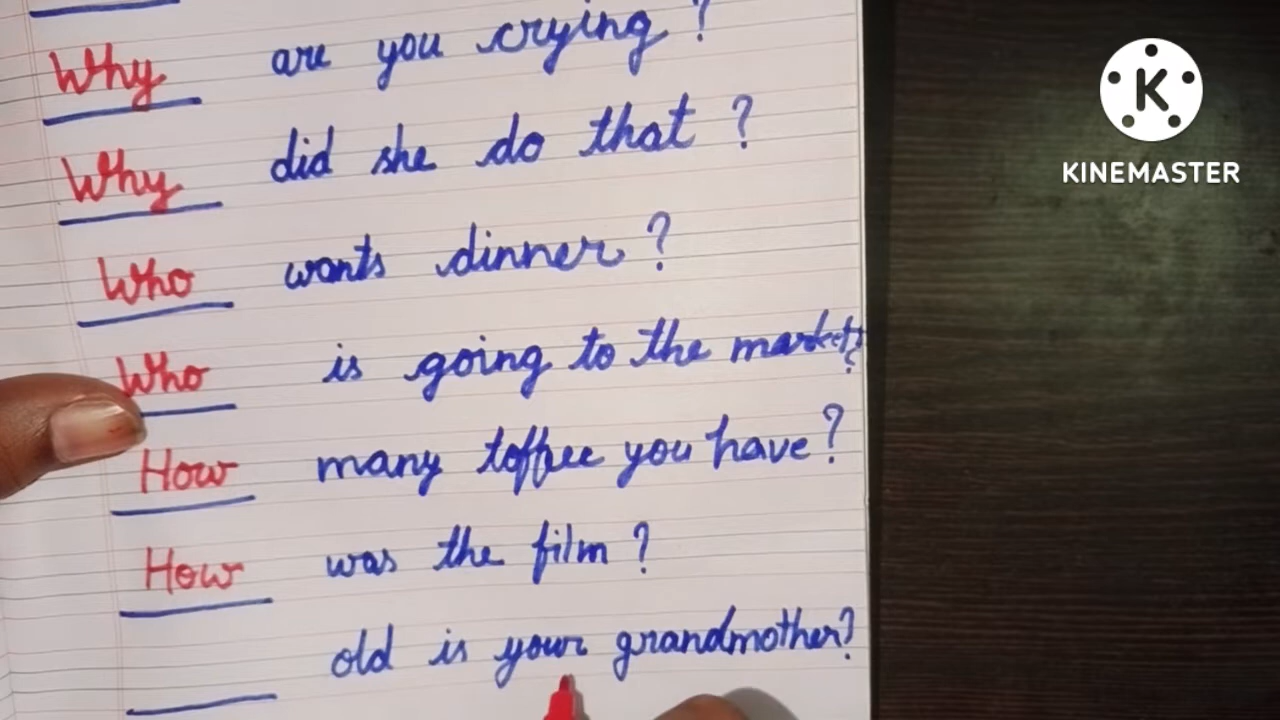 Why are you crying ?
Why did she do that ?
Who wants dinner ?
Who is going to the market?
How many toffee you have?
How was the film ?
old is your grandmother?
K
KINEMASTER